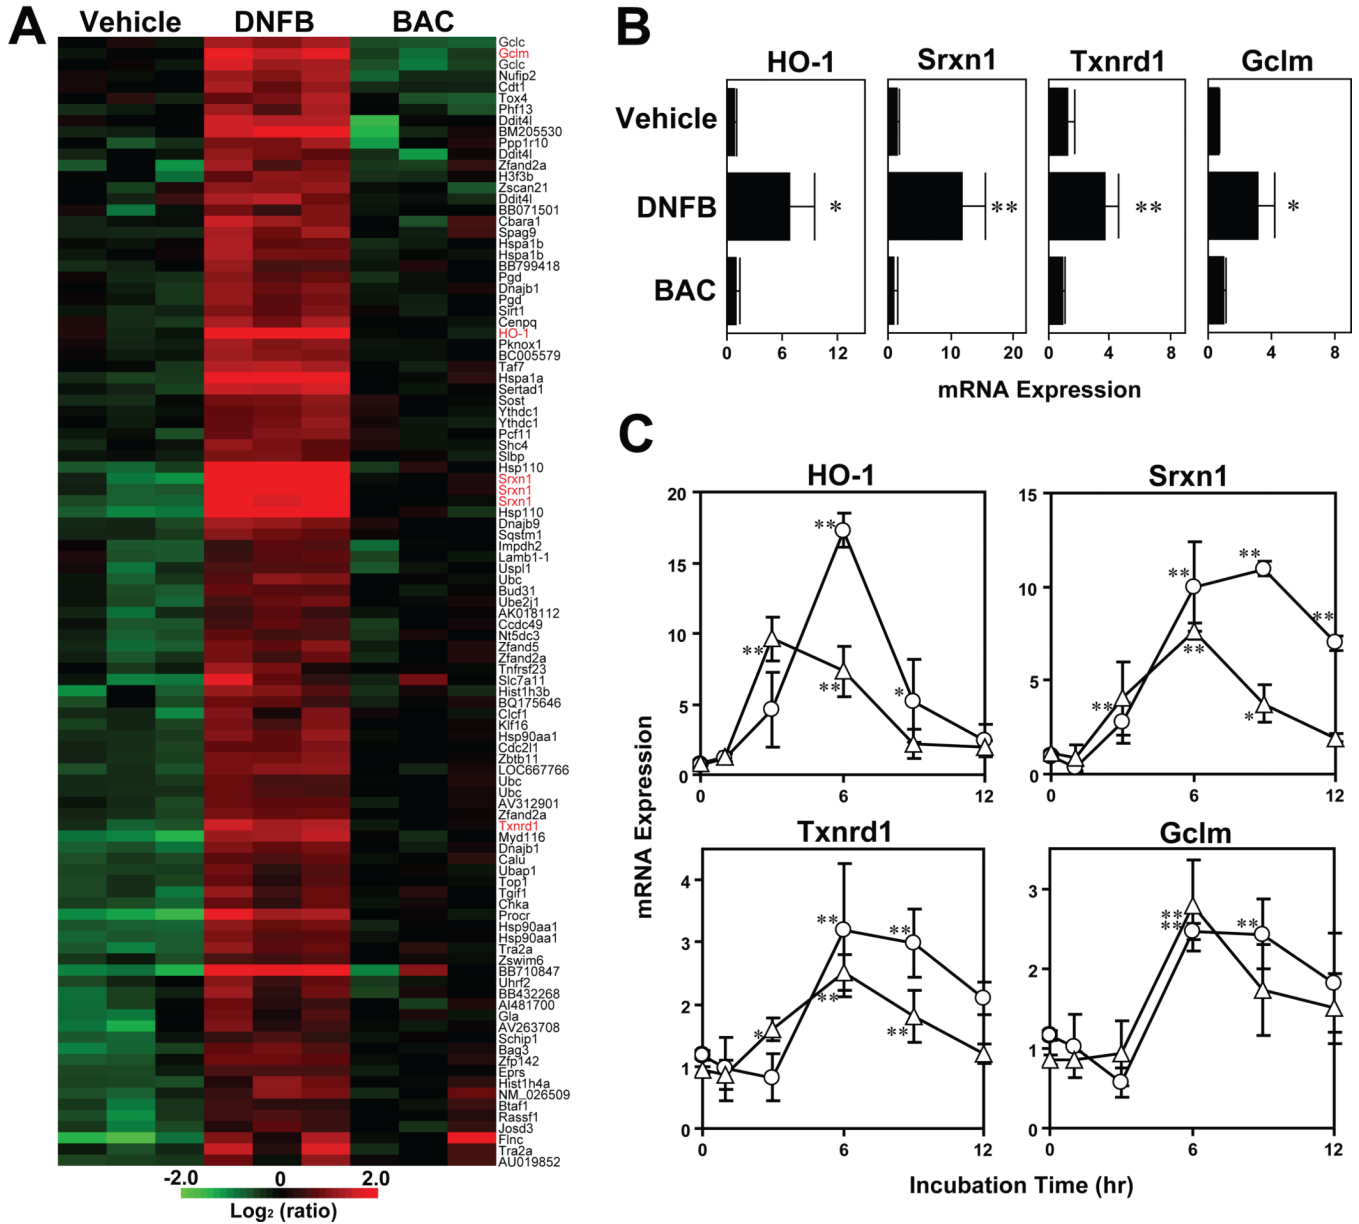 A
Vehicle DNFB BAC
Gclc
Gclm
Gclc
Nufip2
Cdt1
Tox4
Phf13
Ddit4l
BM205530
Ppp1r10
Ddit4l
Zfand2a
H3f3b
Zscan21
Ddit4l
BB071501
Cbara1
Spag9
Hspa1b
Hspa1b
BB799418
Pgd
Dnajb1
Pgd
Sirt1
Cenpq
HO-1
Pknox1
BC005579
Taf7
Hspa1a
Sertad1
Sost
Ythdc1
Ythdc1
Pcf11
Shc4
Slbp
Hsp110
Srxn1
Srxn1
Srxn1
Hsp110
Dnajb9
Sqstm1
Impdh2
Lamb1-1
Uspl1
Ubc
Bud31
Ube2j1
AK018112
Ccdc49
Nt5dc3
Zfand5
Zfand2a
Tnfrsf23
Slc7a11
Hist1h3b
BQ175646
Clcf1
Klf16
Hsp90aa1
Cdc2l1
Zbtb11
LOC667766
Ubc
Ubc
AV312901
Zfand2a
Txnrd1
Myd116
Dnajb1
Calu
Ubap1
Top1
Tgif1
Chka
Procr
Hsp90aa1
Hsp90aa1
Tra2a
Zswim6
BB710847
Uhrf2
BB432268
AI481700
Gla
AV263708
Schip1
Bag3
Zfp142
Eprs
Hist1h4a
NM_026509
Btaf1
Rassf1
Josd3
Flnc
Tra2a
AU019852
-2.0 0 2.0
Log₂ (ratio)
B
HO-1 Srxn1 Txnrd1 Gclm
Vehicle
DNFB * ** ** *
BAC
0 6 12 0 10 20 0 4 8 0 4 8
mRNA Expression
C
mRNA Expression
HO-1
20
15
10
5
0
** ** ** *
0 6 12
Srxn1
15
10
5
0
** ** ** ** ** *
0 6 12
Txnrd1
4
3
2
1
0
* ** ** ** **
0 6 12
Gclm
3
2
1
0
** ** **
0 6 12
Incubation Time (hr)